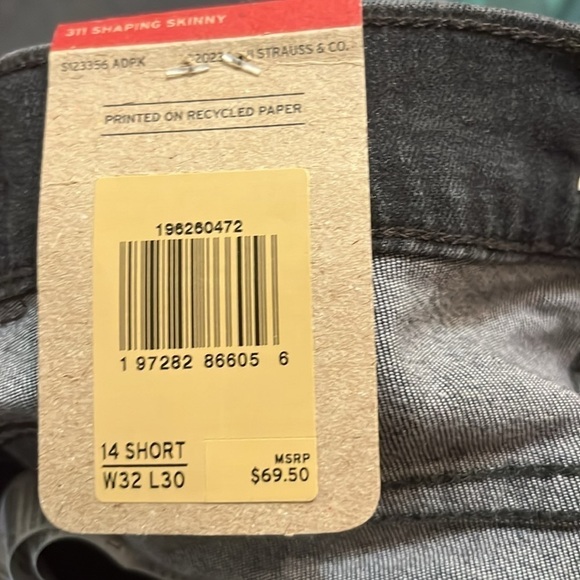 311 SHAPING SKINNY
S123356 ADPK 2023 STRAUSS & CO.
PRINTED ON RECYCLED PAPER
196260472
1 97282 86605 6
14 SHORT
W32 L30
MSRP
$69.50